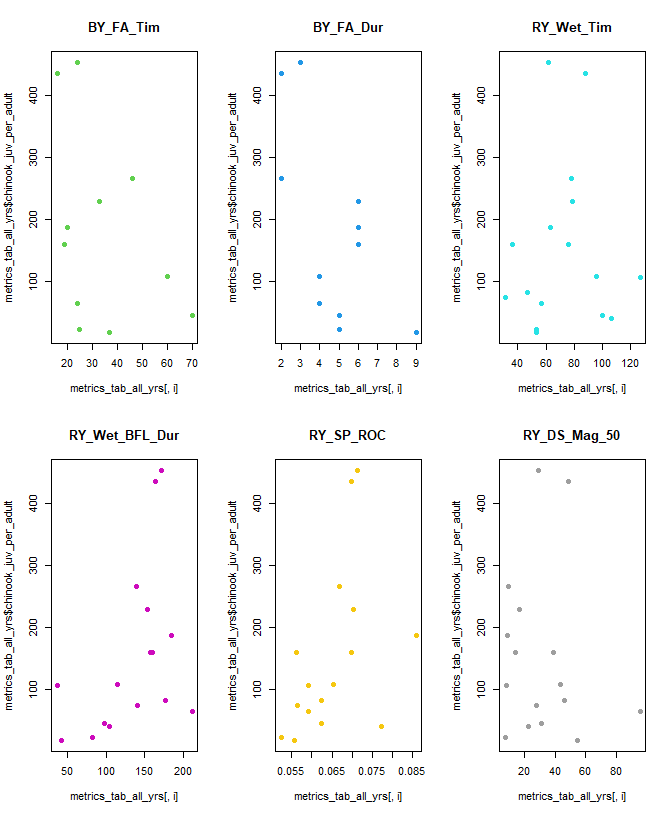 BY_FA_Tim
metrics_tab_all_yrs$chinook_juv_per_adult
100 200 300 400
20 30 40 50 60 70
metrics_tab_all_yrs[, i]
BY_FA_Dur
metrics_tab_all_yrs$chinook_juv_per_adult
100 200 300 400
2 3 4 5 6 7 8 9
metrics_tab_all_yrs[, i]
RY_Wet_Tim
metrics_tab_all_yrs$chinook_juv_per_adult
100 200 300 400
40 60 80 100 120
metrics_tab_all_yrs[, i]
RY_Wet_BFL_Dur
metrics_tab_all_yrs$chinook_juv_per_adult
100 200 300 400
50 100 150 200
metrics_tab_all_yrs[, i]
RY_SP_ROC
metrics_tab_all_yrs$chinook_juv_per_adult
100 200 300 400
0.055 0.065 0.075 0.085
metrics_tab_all_yrs[, i]
RY_DS_Mag_50
metrics_tab_all_yrs$chinook_juv_per_adult
100 200 300 400
20 40 60 80
metrics_tab_all_yrs[, i]